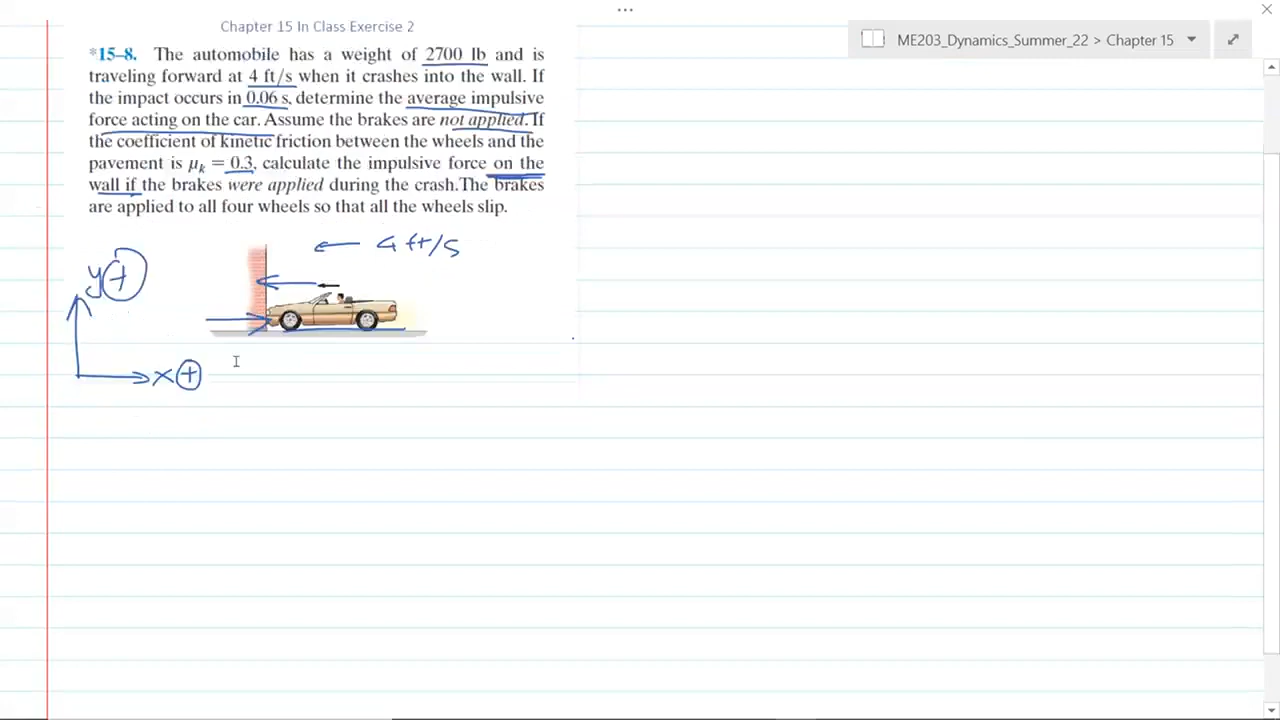 Chapter 15 In Class Exercise 2
ME203_Dynamics_Summer_22 > Chapter 15
*15–8. The automobile has a weight of 2700 lb and is
traveling forward at 4 ft/s when it crashes into the wall. If
the impact occurs in 0.06 s, determine the average impulsive
force acting on the car. Assume the brakes are not applied. If
the coefficient of kinetic friction between the wheels and the
pavement is μk = 0.3, calculate the impulsive force on the
wall if the brakes were applied during the crash.The brakes
are applied to all four wheels so that all the wheels slip.
4 ft/s
y+
x+